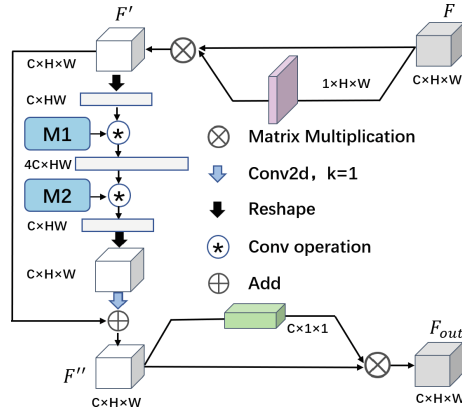 F′
F
C×H×W
1×H×W
C×H×W
C×HW
M1
*
Matrix Multiplication
4C×HW
Conv2d, k=1
M2
*
Reshape
C×HW
* Conv operation
C×H×W
Add
C×1×1
F_out
F′′
C×H×W
C×H×W